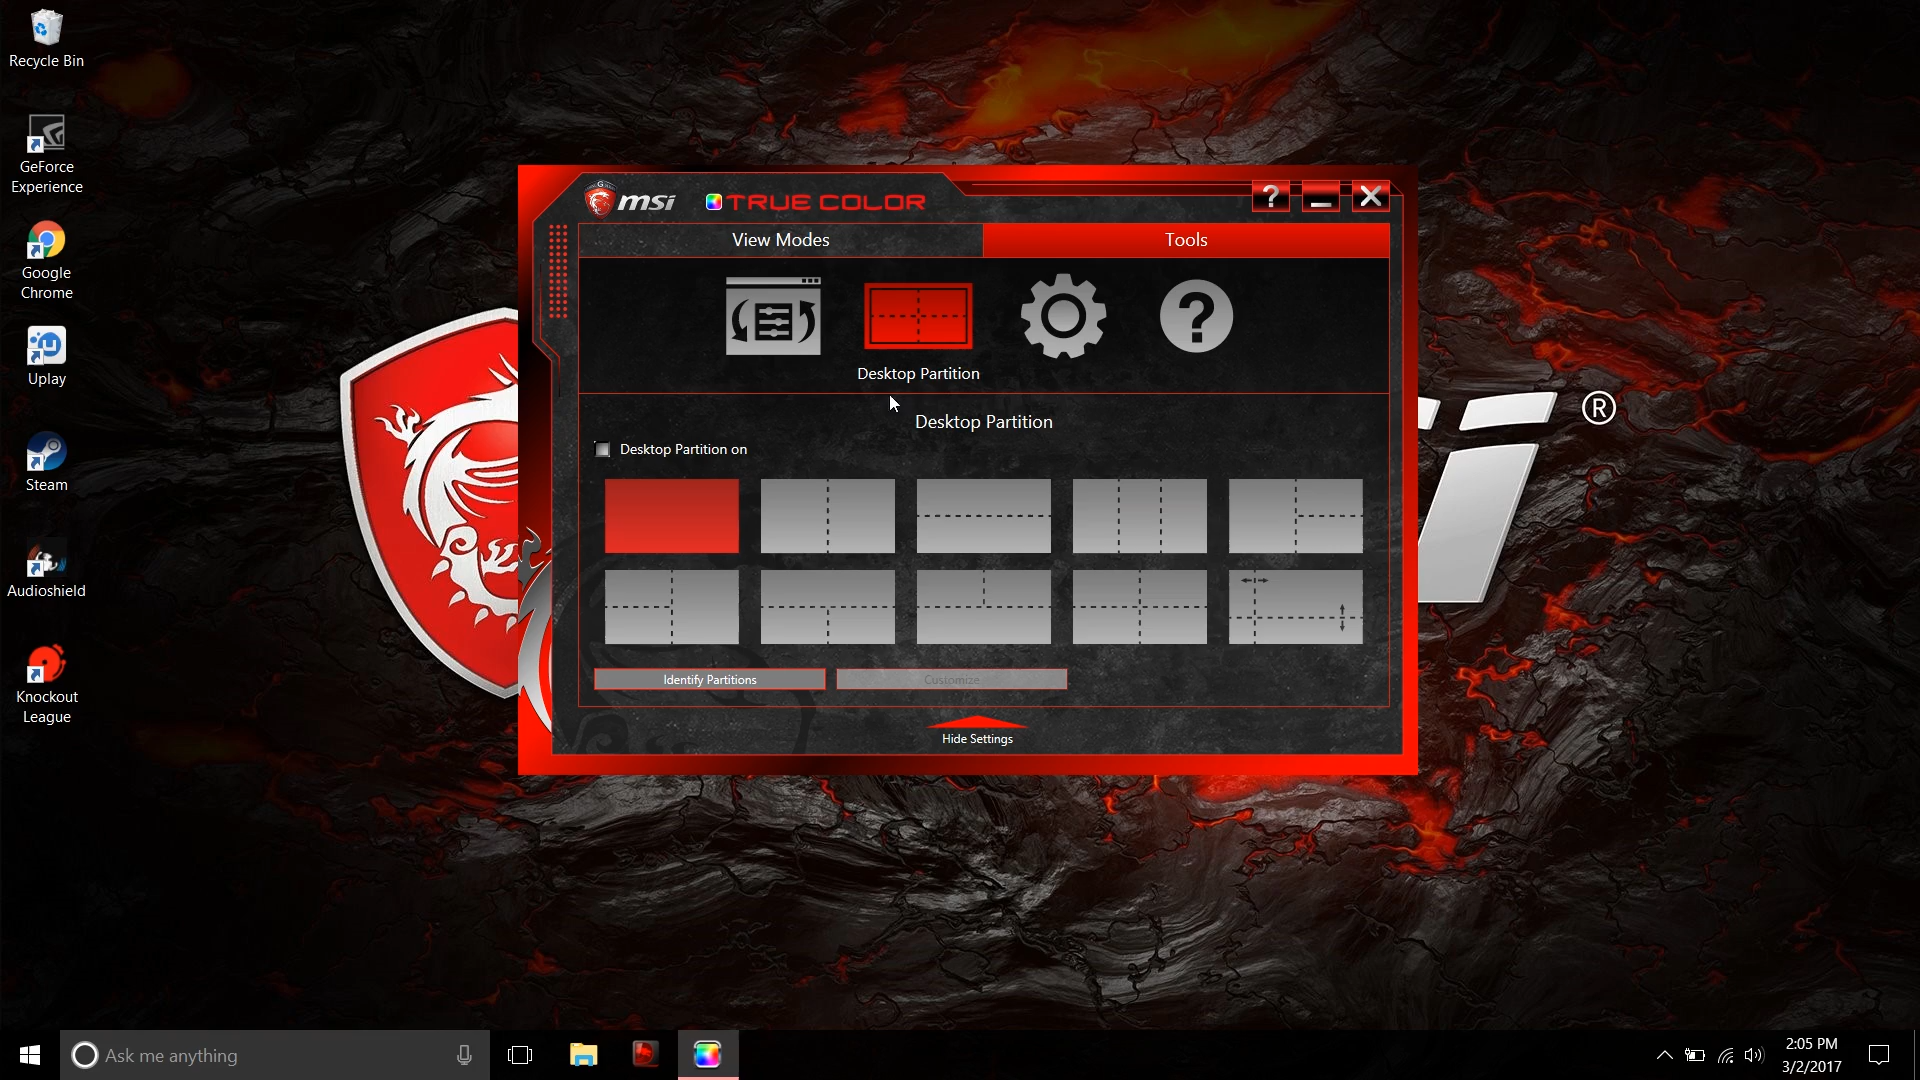 Recycle Bin
GeForce
Experience
Google
Chrome
Uplay
Steam
Audioshield
Knockout
League
msi TRUE COLOR
?
View Modes
Tools
?
Desktop Partition
Desktop Partition
Desktop Partition on
Identify Partitions
Customize
Hide Settings
®
Ask me anything
2:05 PM
3/2/2017